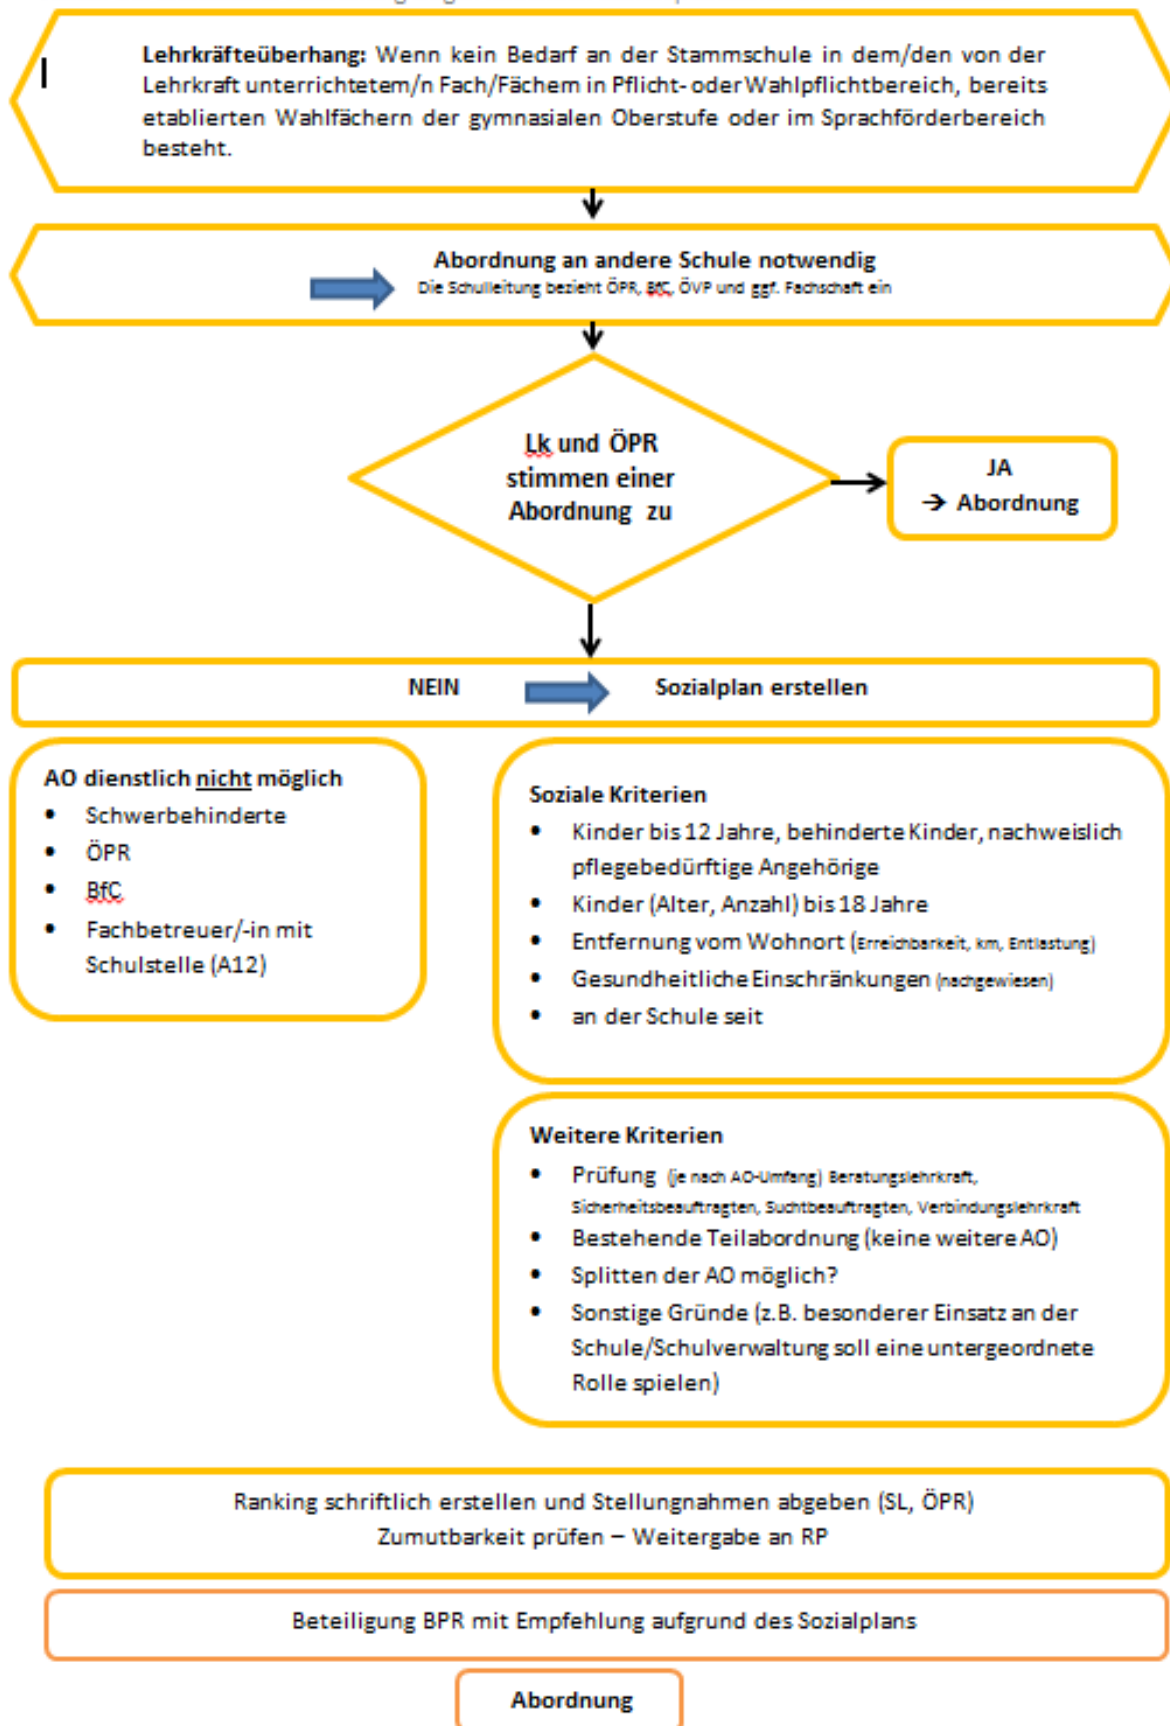 Lehrkräfteüberhang: Wenn kein Bedarf an der Stammschule in dem/den von der
Lehrkraft unterrichtetem/n Fach/Fächem in Pflicht- oder Wahlpflichtbereich, bereits
etablierten Wahlfächern der gymnasialen Oberstufe oder im Sprachförderbereich
besteht.
Abordnung an andere Schule notwendig
Die Schulleitung bezieht ÖPR, BfC, ÖVP und ggf. Fachschaft ein
Lk und ÖPR
stimmen einer
Abordnung zu
JA
→ Abordnung
NEIN
Sozialplan erstellen
AO dienstlich nicht möglich
• Schwerbehinderte
• ÖPR
• BfC
• Fachbetreuer/-in mit
Schulstelle (A12)
Soziale Kriterien
• Kinder bis 12 Jahre, behinderte Kinder, nachweislich
pflegebedürftige Angehörige
• Kinder (Alter, Anzahl) bis 18 Jahre
• Entfernung vom Wohnort (Erreichbarkeit, km, Entlastung)
• Gesundheitliche Einschränkungen (nachgewiesen)
• an der Schule seit
Weitere Kriterien
• Prüfung (je nach AO-Umfang) Beratungslehrkraft,
Sicherheitsbeauftragten, Suchtbeauftragten, Verbindungslehrkraft
• Bestehende Teilabordnung (keine weitere AO)
• Splitten der AO möglich?
• Sonstige Gründe (z.B. besonderer Einsatz an der
Schule/Schulverwaltung soll eine untergeordnete
Rolle spielen)
Ranking schriftlich erstellen und Stellungnahmen abgeben (SL, ÖPR)
Zumutbarkeit prüfen – Weitergabe an RP
Beteiligung BPR mit Empfehlung aufgrund des Sozialplans
Abordnung